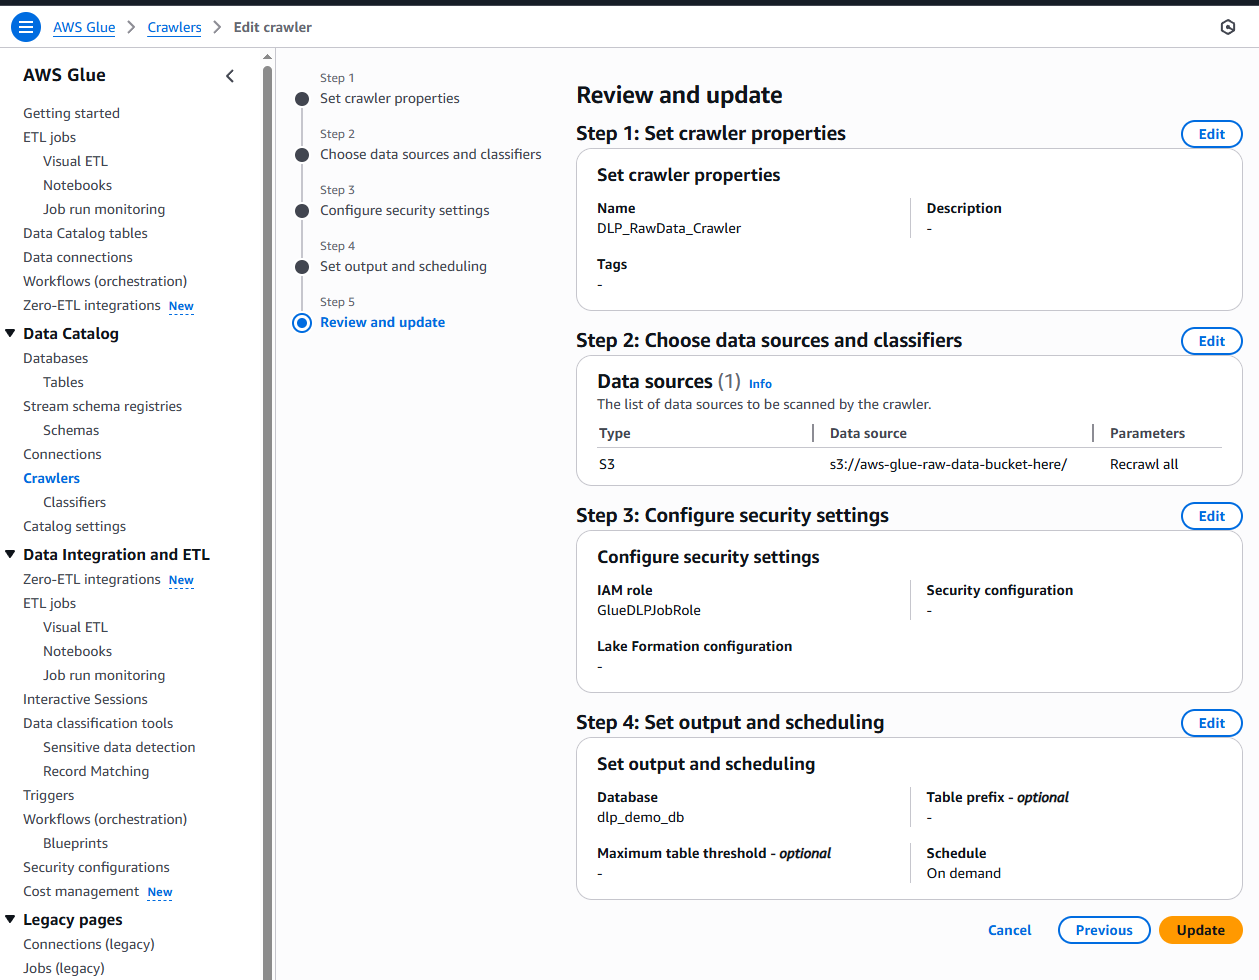 AWS Glue > Crawlers > Edit crawler
AWS Glue
Getting started
ETL jobs
Visual ETL
Notebooks
Job run monitoring
Data Catalog tables
Data connections
Workflows (orchestration)
Zero-ETL integrations New
Data Catalog
Databases
Tables
Stream schema registries
Schemas
Connections
Crawlers
Classifiers
Catalog settings
Data Integration and ETL
Zero-ETL integrations New
ETL jobs
Visual ETL
Notebooks
Job run monitoring
Interactive Sessions
Data classification tools
Sensitive data detection
Record Matching
Triggers
Workflows (orchestration)
Blueprints
Security configurations
Cost management New
Legacy pages
Connections (legacy)
Jobs (legacy)
Step 1
Set crawler properties
Step 2
Choose data sources and classifiers
Step 3
Configure security settings
Step 4
Set output and scheduling
Step 5
Review and update
Review and update
Step 1: Set crawler properties Edit
Set crawler properties
Name Description
DLP_RawData_Crawler -
Tags
-
Step 2: Choose data sources and classifiers Edit
Data sources (1) Info
The list of data sources to be scanned by the crawler.
Type Data source Parameters
S3 s3://aws-glue-raw-data-bucket-here/ Recrawl all
Step 3: Configure security settings Edit
Configure security settings
IAM role Security configuration
GlueDLPJobRole -
Lake Formation configuration
-
Step 4: Set output and scheduling Edit
Set output and scheduling
Database Table prefix - optional
dlp_demo_db -
Maximum table threshold - optional Schedule
- On demand
Cancel Previous Update